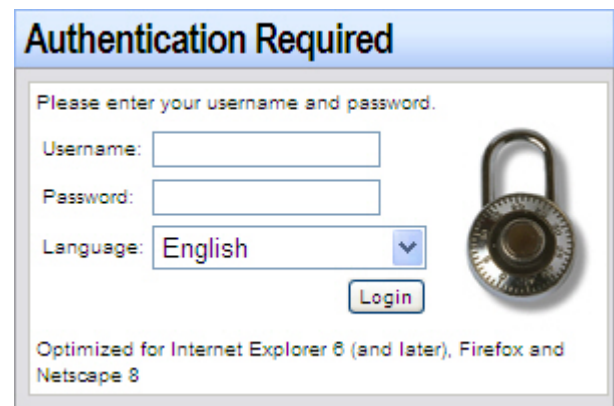 Authentication Required
Please enter your username and password.
Username:
Password:
Language: English
Login
Optimized for Internet Explorer 6 (and later), Firefox and
Netscape 8